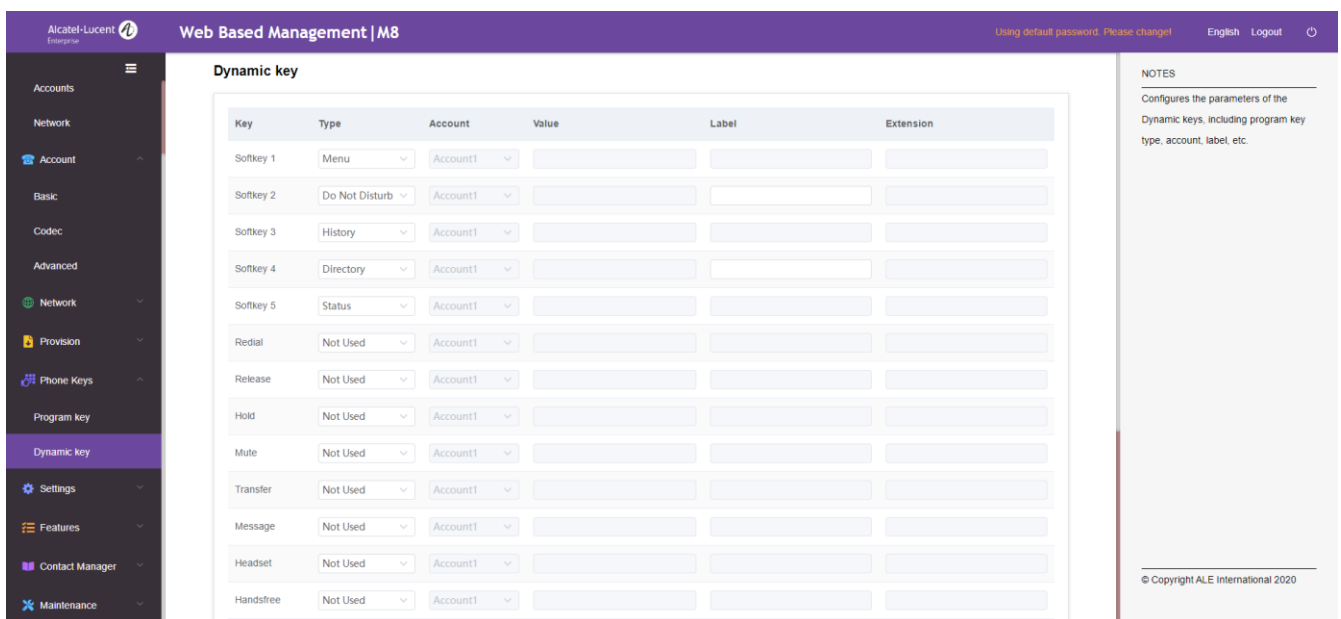 Alcatel·Lucent
Enterprise
Web Based Management|M8
Using default password. Please change!
English Logout
Accounts
Network
Account
Basic
Codec
Advanced
Network
Provision
Phone Keys
Program key
Dynamic key
Settings
Features
Contact Manager
Maintenance
Dynamic key
Key Type Account Value Label Extension
Softkey 1 Menu Account1
Softkey 2 Do Not Disturb Account1
Softkey 3 History Account1
Softkey 4 Directory Account1
Softkey 5 Status Account1
Redial Not Used Account1
Release Not Used Account1
Hold Not Used Account1
Mute Not Used Account1
Transfer Not Used Account1
Message Not Used Account1
Headset Not Used Account1
Handsfree Not Used Account1
NOTES
Configures the parameters of the
Dynamic keys, including program key
type, account, label, etc.
© Copyright ALE International 2020